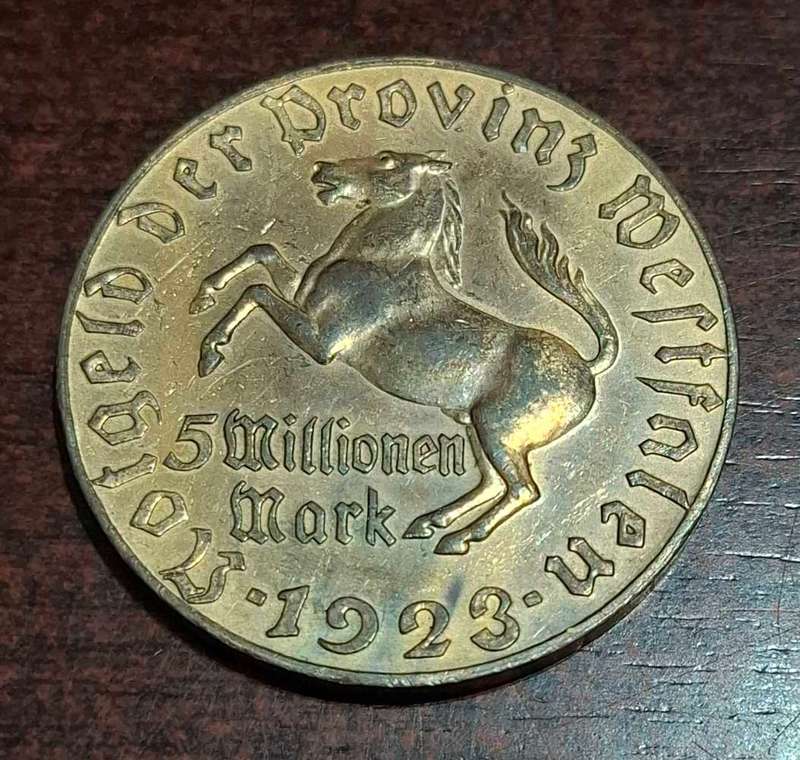 Notgeld der Provinz Westfalen
5 Millionen
Mark
· 1923 ·